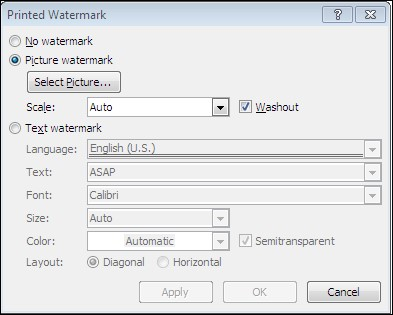 Printed Watermark ?
No watermark
Picture watermark
Select Picture...
Scale: Auto Washout
Text watermark
Language: English (U.S.)
Text: ASAP
Font: Calibri
Size: Auto
Color: Automatic Semitransparent
Layout: Diagonal Horizontal
Apply OK Cancel